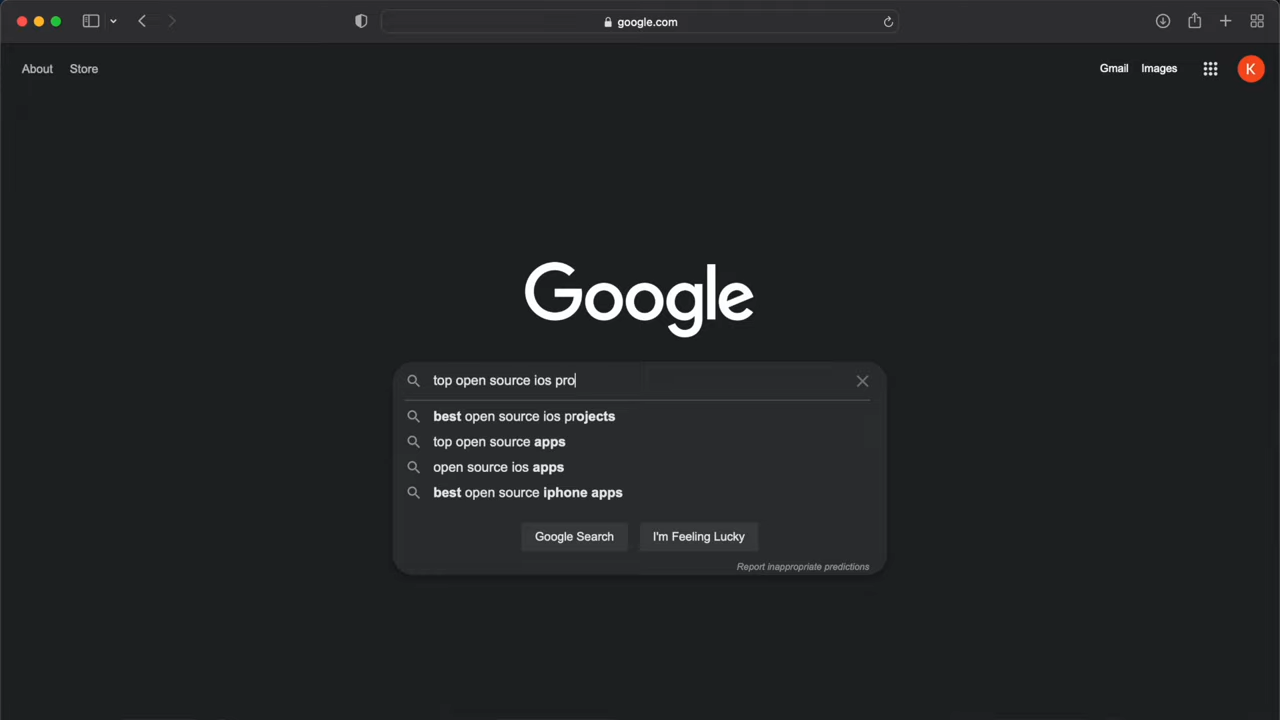 google.com
About Store Gmail Images K
Google
top open source ios pro
best open source ios projects
top open source apps
open source ios apps
best open source iphone apps
Google Search I'm Feeling Lucky
Report inappropriate predictions